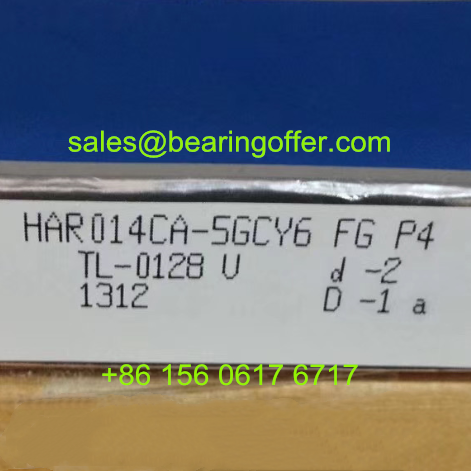 sales@bearingoffer.com
HAR014CA-5GCY6 FG P4
TL-0128 V d -2
1312 D -1 a
+86 156 0617 6717